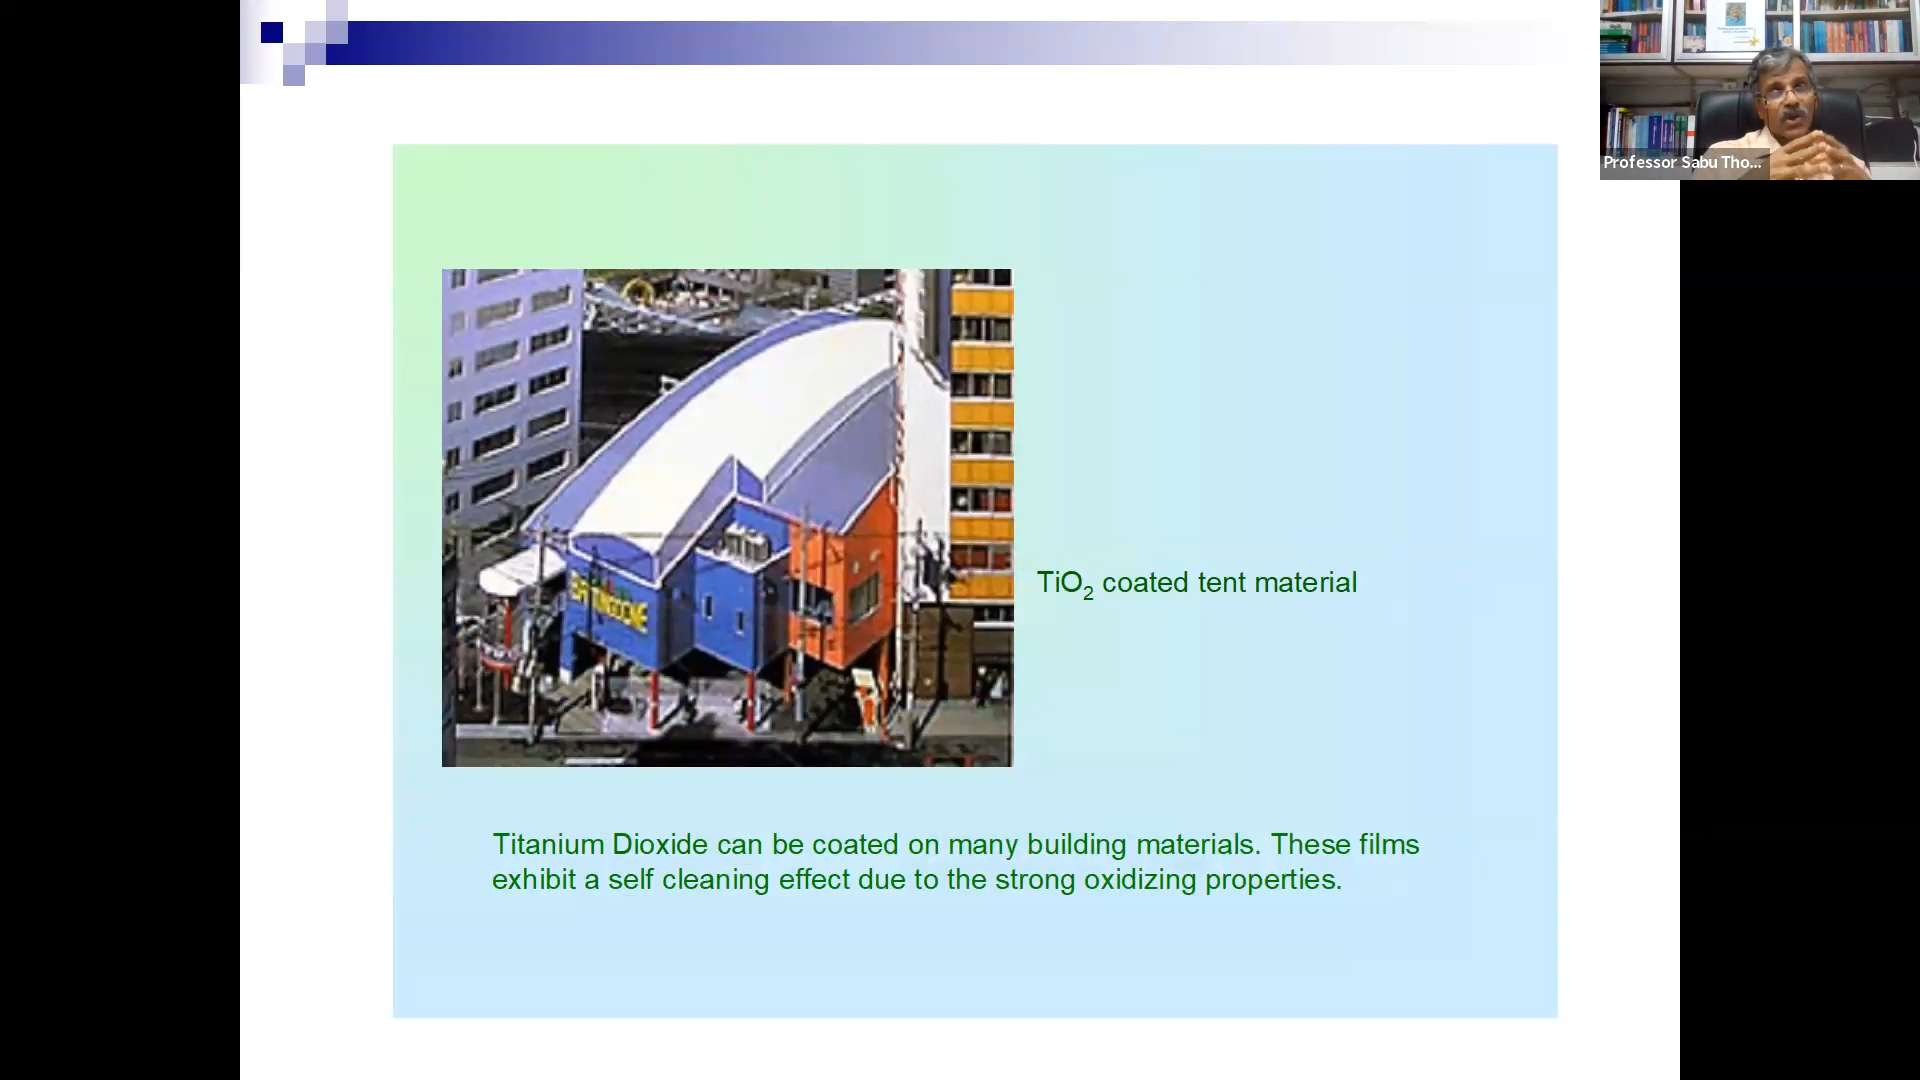 Professor Sabu Tho...
TiO₂ coated tent material
Titanium Dioxide can be coated on many building materials. These films
exhibit a self cleaning effect due to the strong oxidizing properties.